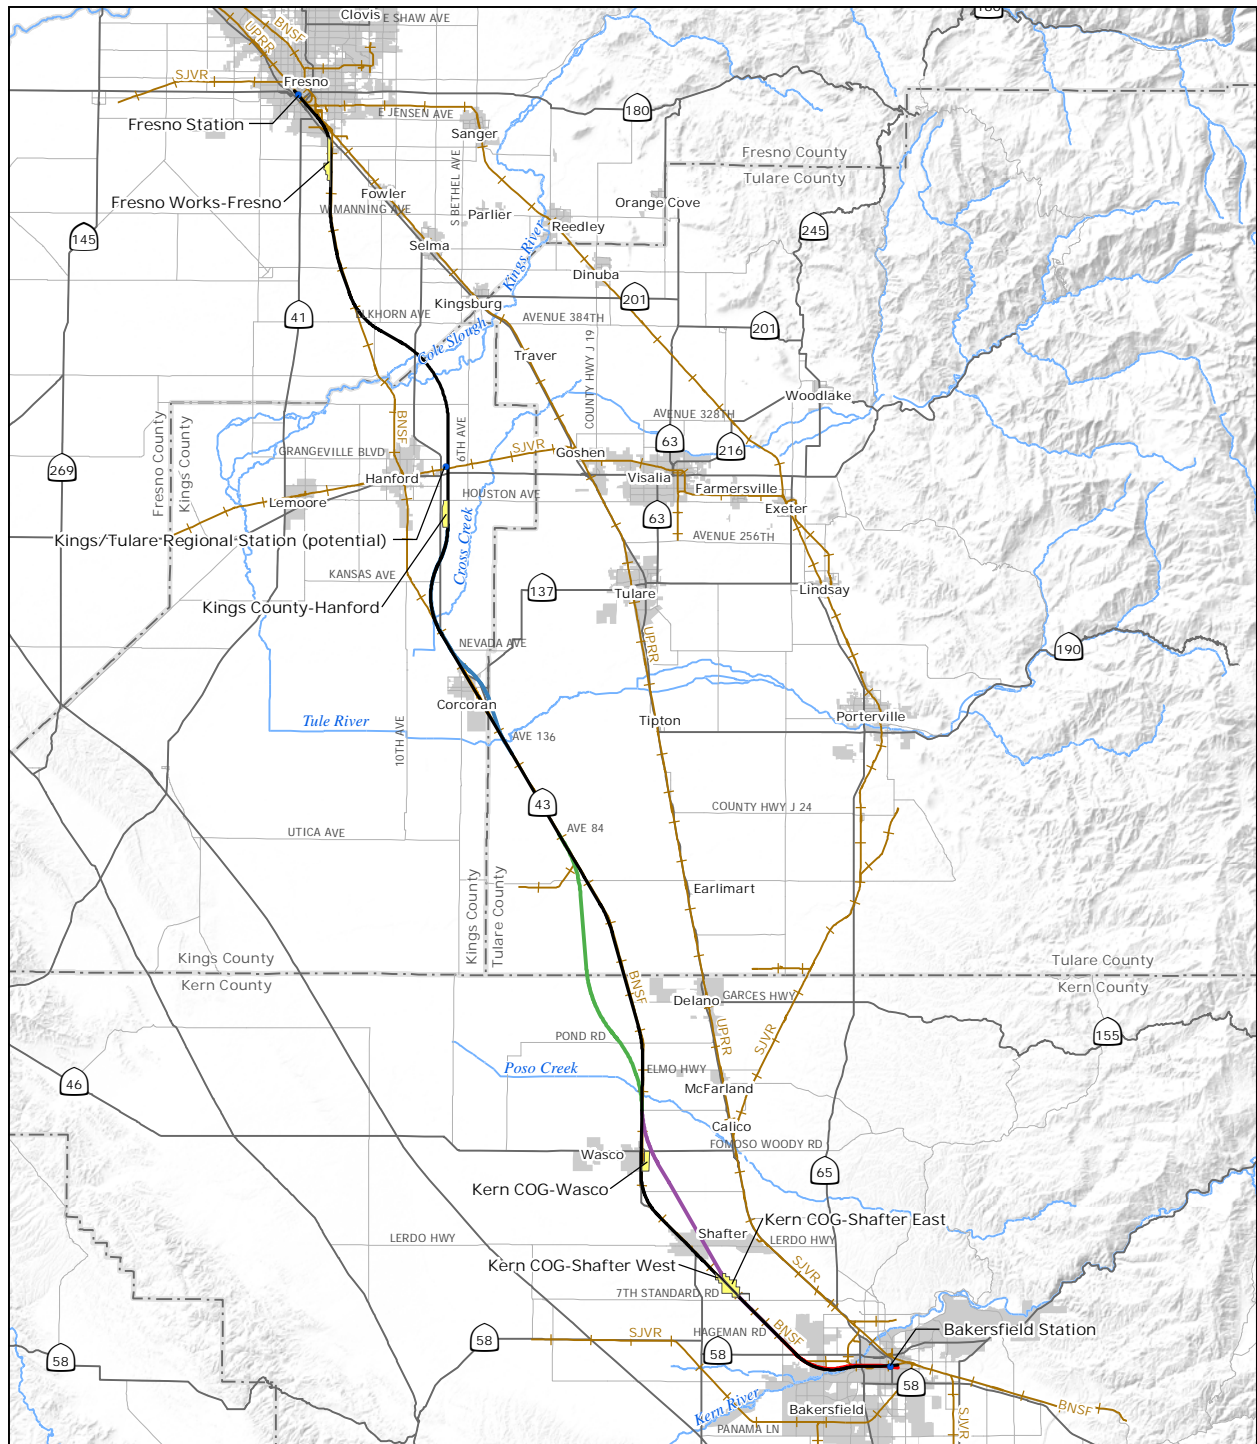 Clovis
E SHAW AVE
180
BNSF
UPRR
SJVR
Fresno
E JENSEN AVE
180
Fresno Station
Sanger
Fresno County
Tulare County
S BETHEL AVE
Fresno Works-Fresno
Fowler
W MANNING AVE
Parlier
Orange Cove
Reedley
245
145
Selma
Kings River
Dinuba
201
Kingsburg
41
ELKHORN AVE
AVENUE 384TH
201
Cole Slough
Traver
COUNTY HWY J 19
Woodlake
AVENUE 328TH
BNSF
6TH AVE
Fresno County
Kings County
GRANGEVILLE BLVD
SJVR
Goshen
63
216
269
Hanford
Visalia
Farmersville
HOUSTON AVE
Lemoore
Exeter
63
Kings/Tulare Regional Station (potential)
AVENUE 256TH
Cross Creek
KANSAS AVE
137
Tulare
Lindsay
Kings County-Hanford
NEVADA AVE
UPRR
190
Corcoran
Tule River
Tipton
Porterville
10TH AVE
AVE 136
43
COUNTY HWY J 24
UTICA AVE
AVE 84
Earlimart
Kings County
Tulare County
Kings County
Kern County
Tulare County
Kern County
BNSF
Delano
GARCES HWY
POND RD
UPRR
SJVR
155
Poso Creek
ELMO HWY
46
McFarland
Calico
FOMOSO WOODY RD
Wasco
65
Kern COG-Wasco
Kern COG-Shafter East
Shafter
LERDO HWY
LERDO HWY
Kern COG-Shafter West
SJVR
7TH STANDARD RD
BNSF
HAGEMAN RD
Bakersfield Station
SJVR
58
58
58
58
Kern River
Bakersfield
BNSF
SJVR
PANAMA LN